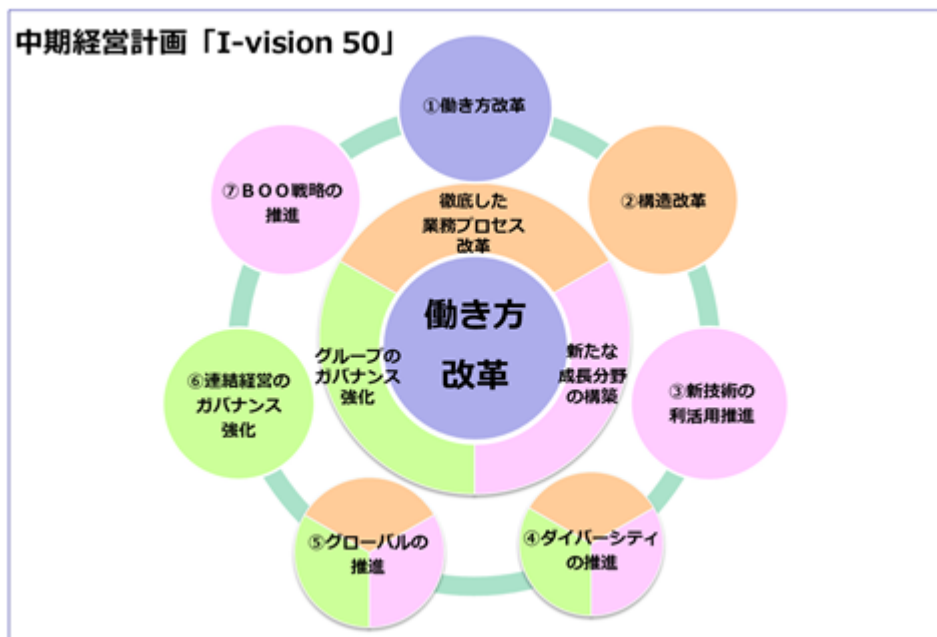 中期経営計画「I-vision 50」
①働き方改革
②構造改革
③新技術の
利活用推進
④ダイバーシティ
の推進
⑤グローバルの
推進
⑥連結経営の
ガバナンス
強化
⑦ＢＯＯ戦略の
推進
徹底した
業務プロセス
改革
新たな
成長分野
の構築
グループの
ガバナンス
強化
働き方
改革